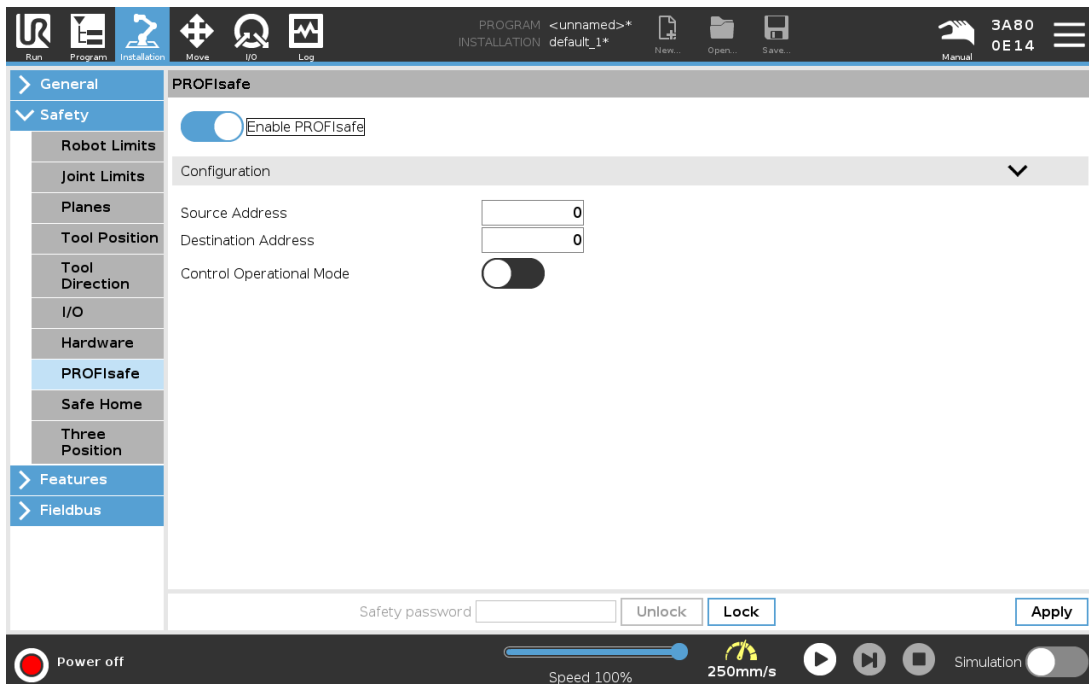 UR
Run
Program
Installation
Move
I/O
Log
PROGRAM <unnamed>*
INSTALLATION default_1*
New...
Open...
Save...
Manual
3A80
0E14
General
Safety
Robot Limits
Joint Limits
Planes
Tool Position
Tool
Direction
I/O
Hardware
PROFIsafe
Safe Home
Three
Position
Features
Fieldbus
PROFIsafe
Enable PROFIsafe
Configuration
Source Address 0
Destination Address 0
Control Operational Mode
Safety password Unlock Lock Apply
Power off
Speed 100%
250mm/s
Simulation